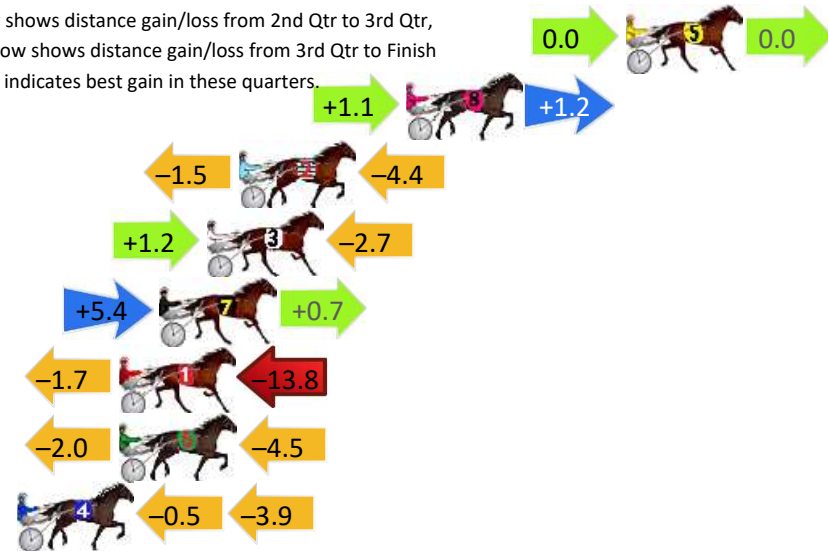 shows distance gain/loss from 2nd Qtr to 3rd Qtr,
ow shows distance gain/loss from 3rd Qtr to Finish
indicates best gain in these quarters.
0.0 5 0.0
+1.1 8 +1.2
−1.5 2 −4.4
+1.2 3 −2.7
+5.4 7 +0.7
−1.7 1 −13.8
−2.0 6 −4.5
4 −0.5 −3.9